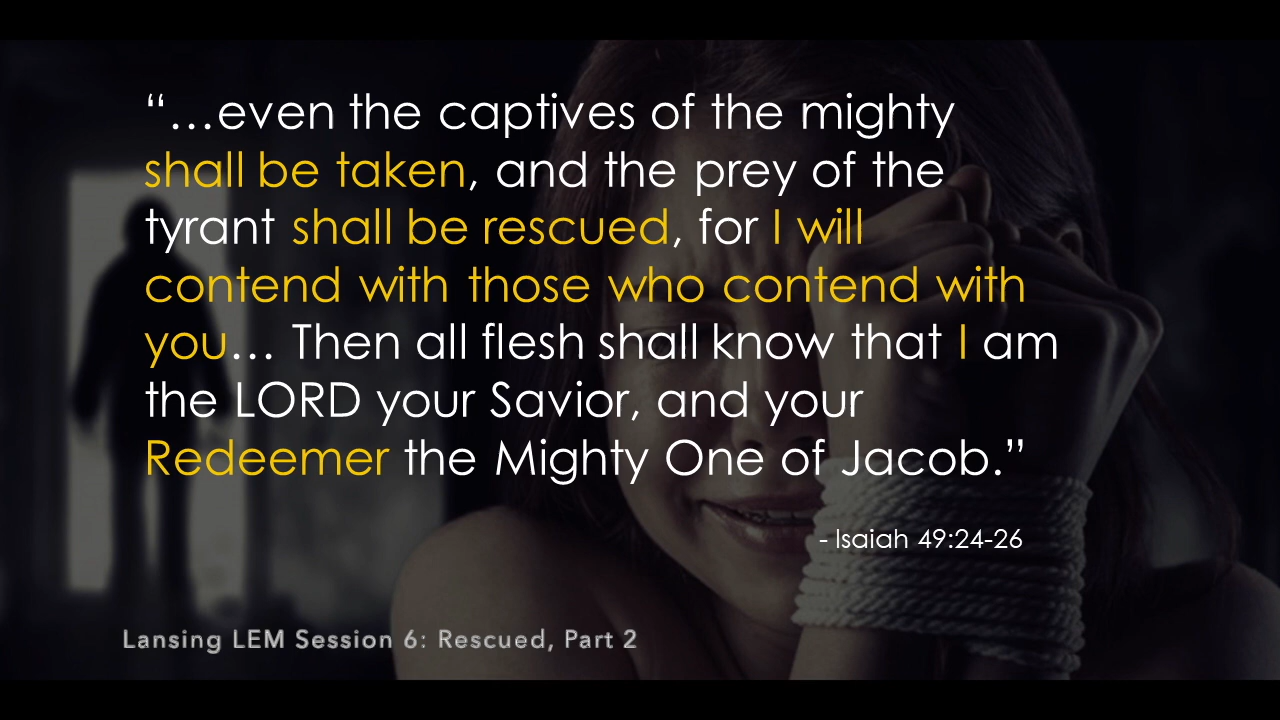 “…even the captives of the mighty
shall be taken, and the prey of the
tyrant shall be rescued, for I will
contend with those who contend with
you… Then all flesh shall know that I am
the LORD your Savior, and your
Redeemer the Mighty One of Jacob.”
- Isaiah 49:24-26
Lansing LEM Session 6: Rescued, Part 2